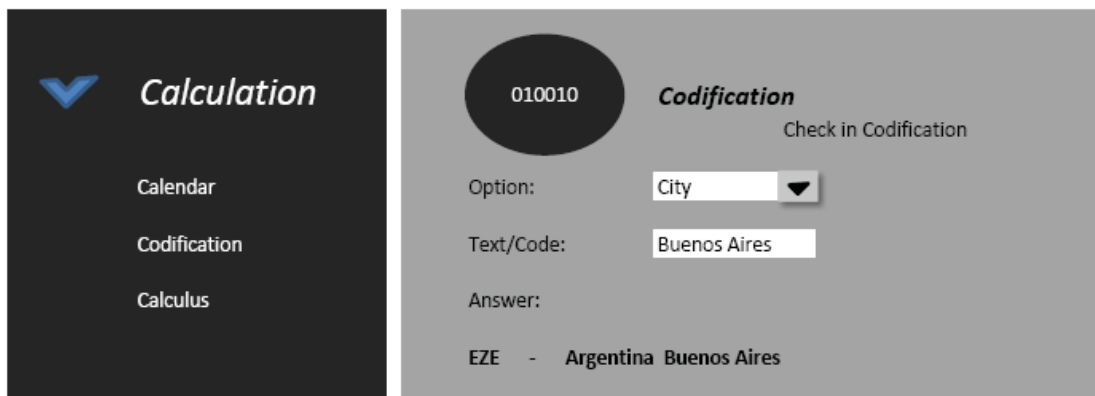 Calculation
Calendar
Codification
Calculus
010010
Codification
Check in Codification
Option: City
Text/Code: Buenos Aires
Answer:
EZE - Argentina Buenos Aires